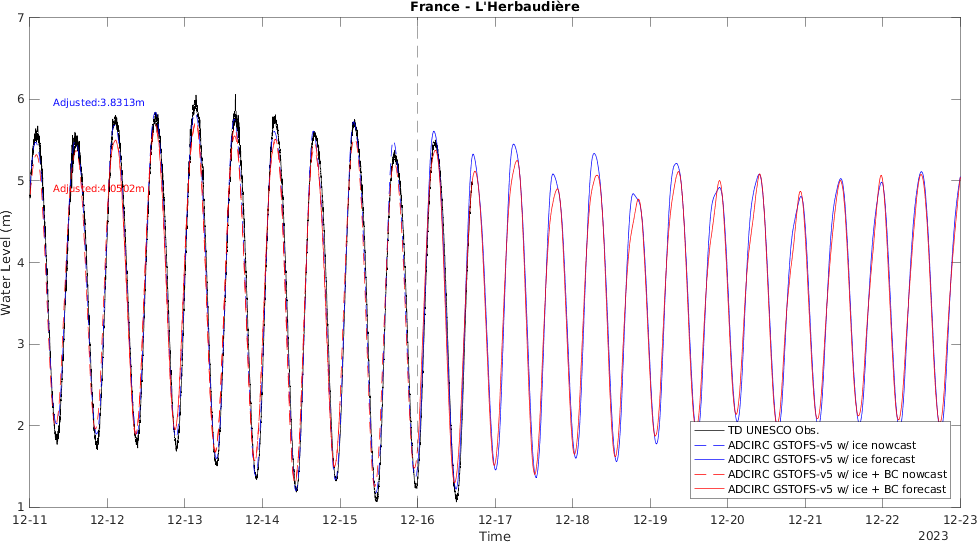 France - L'Herbaudière
7
6
5
4
3
2
1
Water Level (m)
Adjusted:3.8313m
Adjusted:4.0502m
TD UNESCO Obs.
ADCIRC GSTOFS-v5 w/ ice nowcast
ADCIRC GSTOFS-v5 w/ ice forecast
ADCIRC GSTOFS-v5 w/ ice + BC nowcast
ADCIRC GSTOFS-v5 w/ ice + BC forecast
12-11 12-12 12-13 12-14 12-15 12-16 12-17 12-18 12-19 12-20 12-21 12-22 12-23
Time
2023